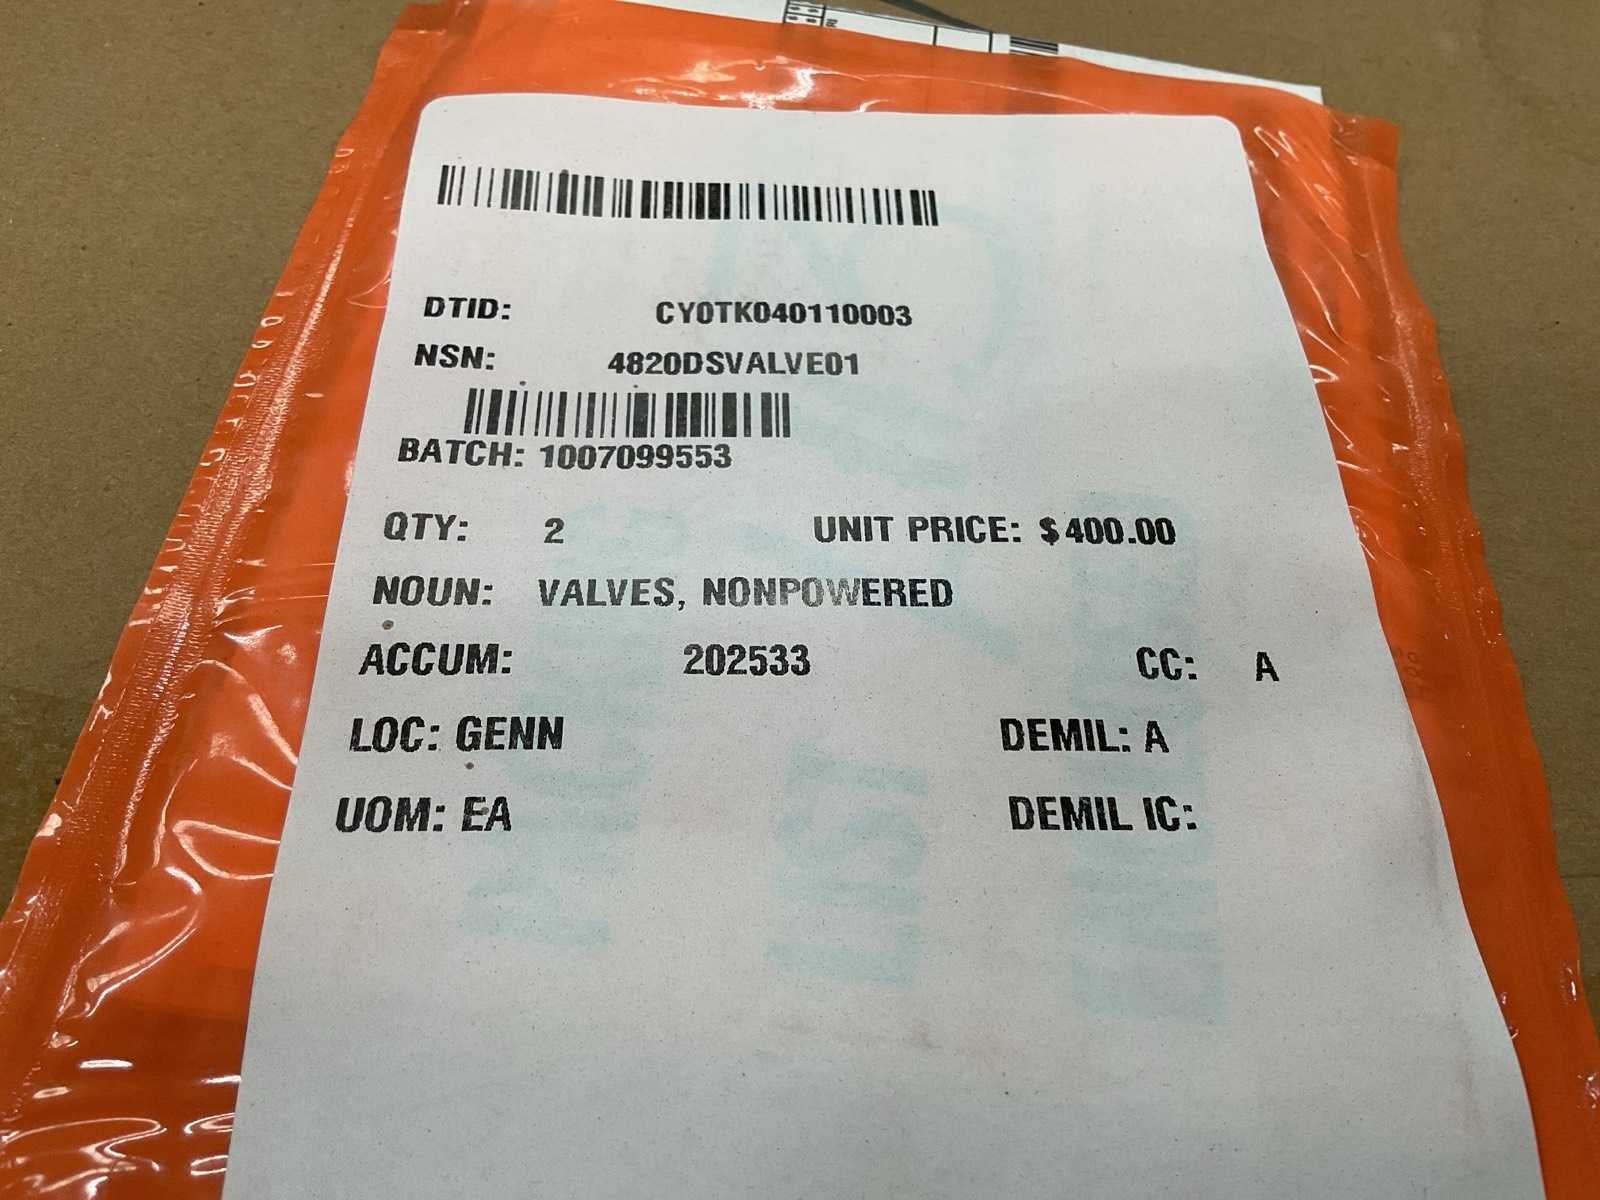 DTID: CY0TK040110003
NSN: 4820DSVALVE01
BATCH: 1007099553
QTY: 2 UNIT PRICE: $400.00
NOUN: VALVES, NONPOWERED
ACCUM: 202533 CC: A
LOC: GENN DEMIL: A
UOM: EA DEMIL IC: